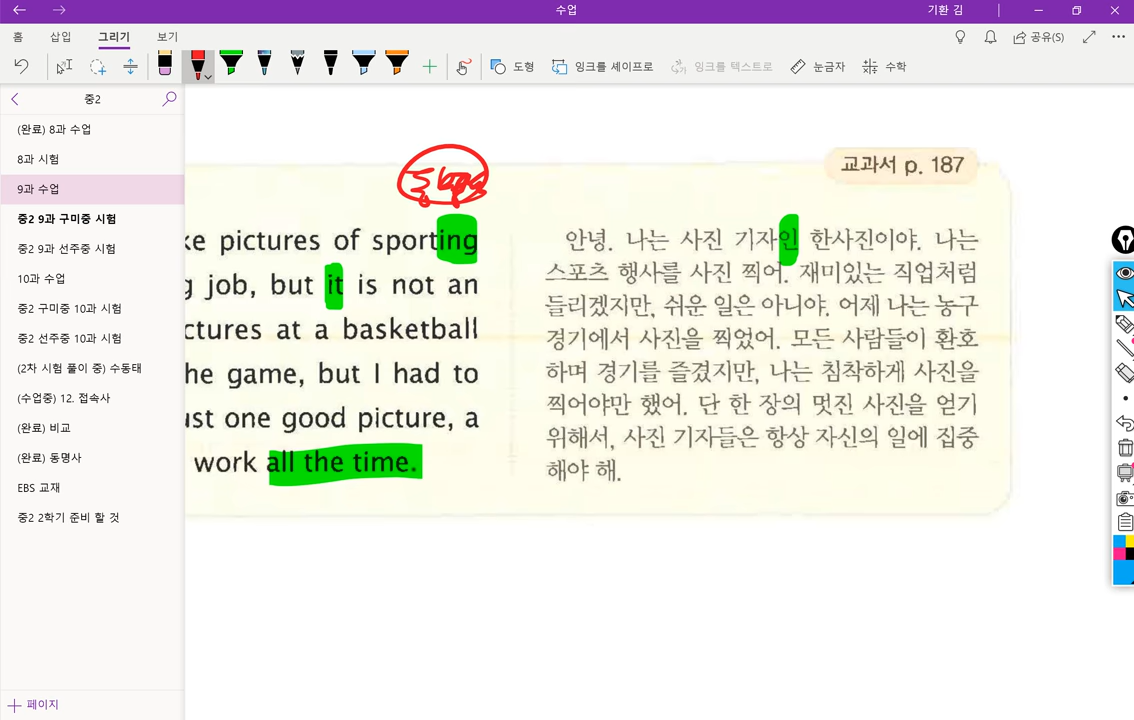 수업
기환 김
홈
삽입
그리기
보기
공유(S)
도형
잉크를 셰이프로
잉크를 텍스트로
눈금자
수학
중2
(완료) 8과 수업
8과 시험
9과 수업
중2 9과 구미중 시험
중2 9과 선주중 시험
10과 수업
중2 구미중 10과 시험
중2 선주중 10과 시험
(2차 시험 풀이 중) 수동태
(수업중) 12. 접속사
(완료) 비교
(완료) 동명사
EBS 교재
중2 2학기 준비 할 것
페이지
ke pictures of sporting
g job, but it is not an
ctures at a basketball
he game, but I had to
ust one good picture, a
work all the time.
교과서 p. 187
안녕. 나는 사진 기자인 한사진이야. 나는
스포츠 행사를 사진 찍어. 재미있는 직업처럼
들리겠지만, 쉬운 일은 아니야. 어제 나는 농구
경기에서 사진을 찍었어. 모든 사람들이 환호
하며 경기를 즐겼지만, 나는 침착하게 사진을
찍어야만 했어. 단 한 장의 멋진 사진을 얻기
위해서, 사진 기자들은 항상 자신의 일에 집중
해야 해.